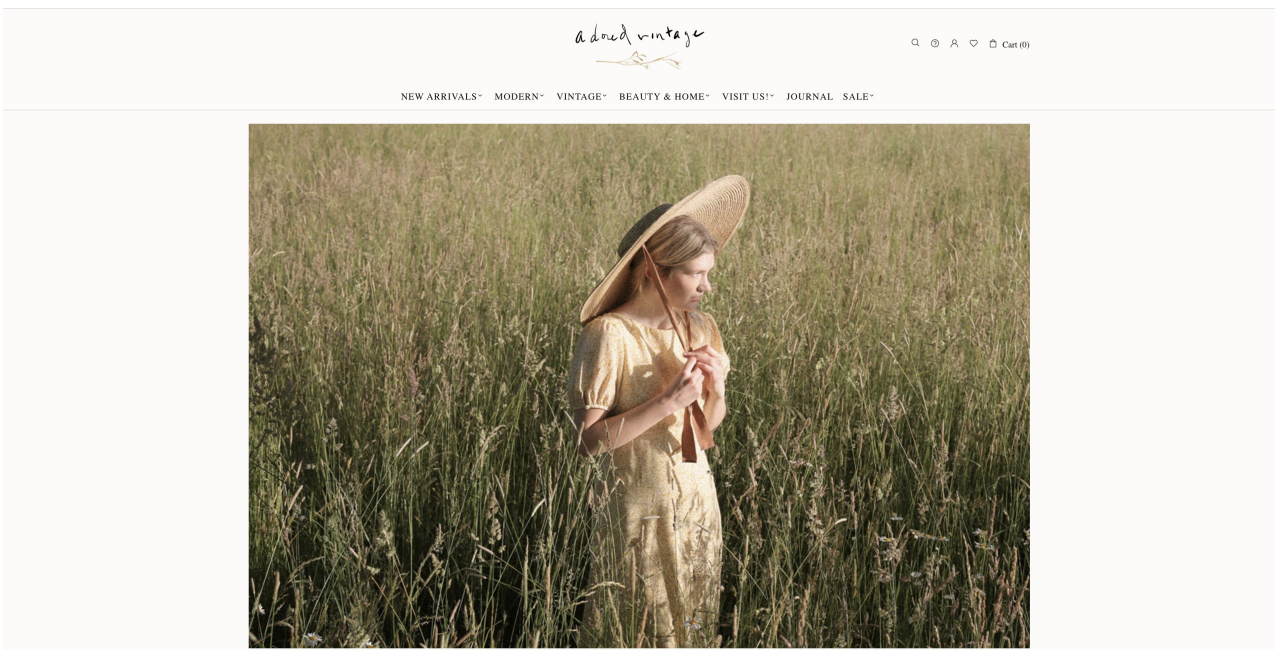 adored vintage
Cart (0)
NEW ARRIVALS MODERN VINTAGE BEAUTY & HOME VISIT US! JOURNAL SALE